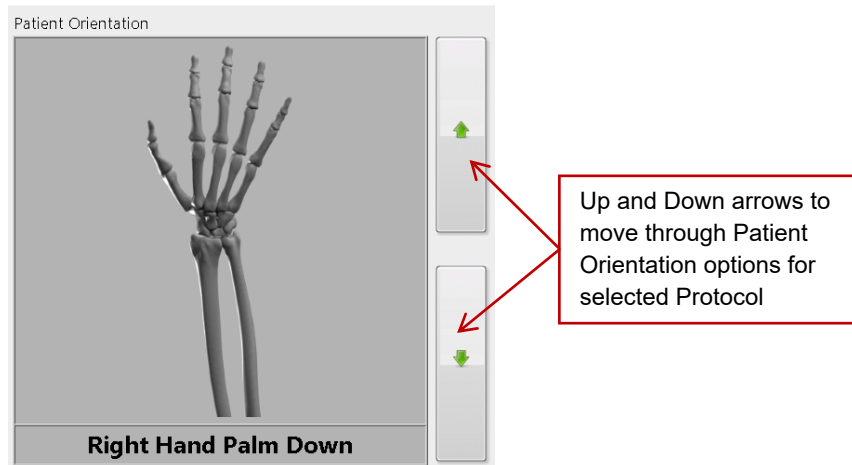 Patient Orientation
Up and Down arrows to
move through Patient
Orientation options for
selected Protocol
Right Hand Palm Down